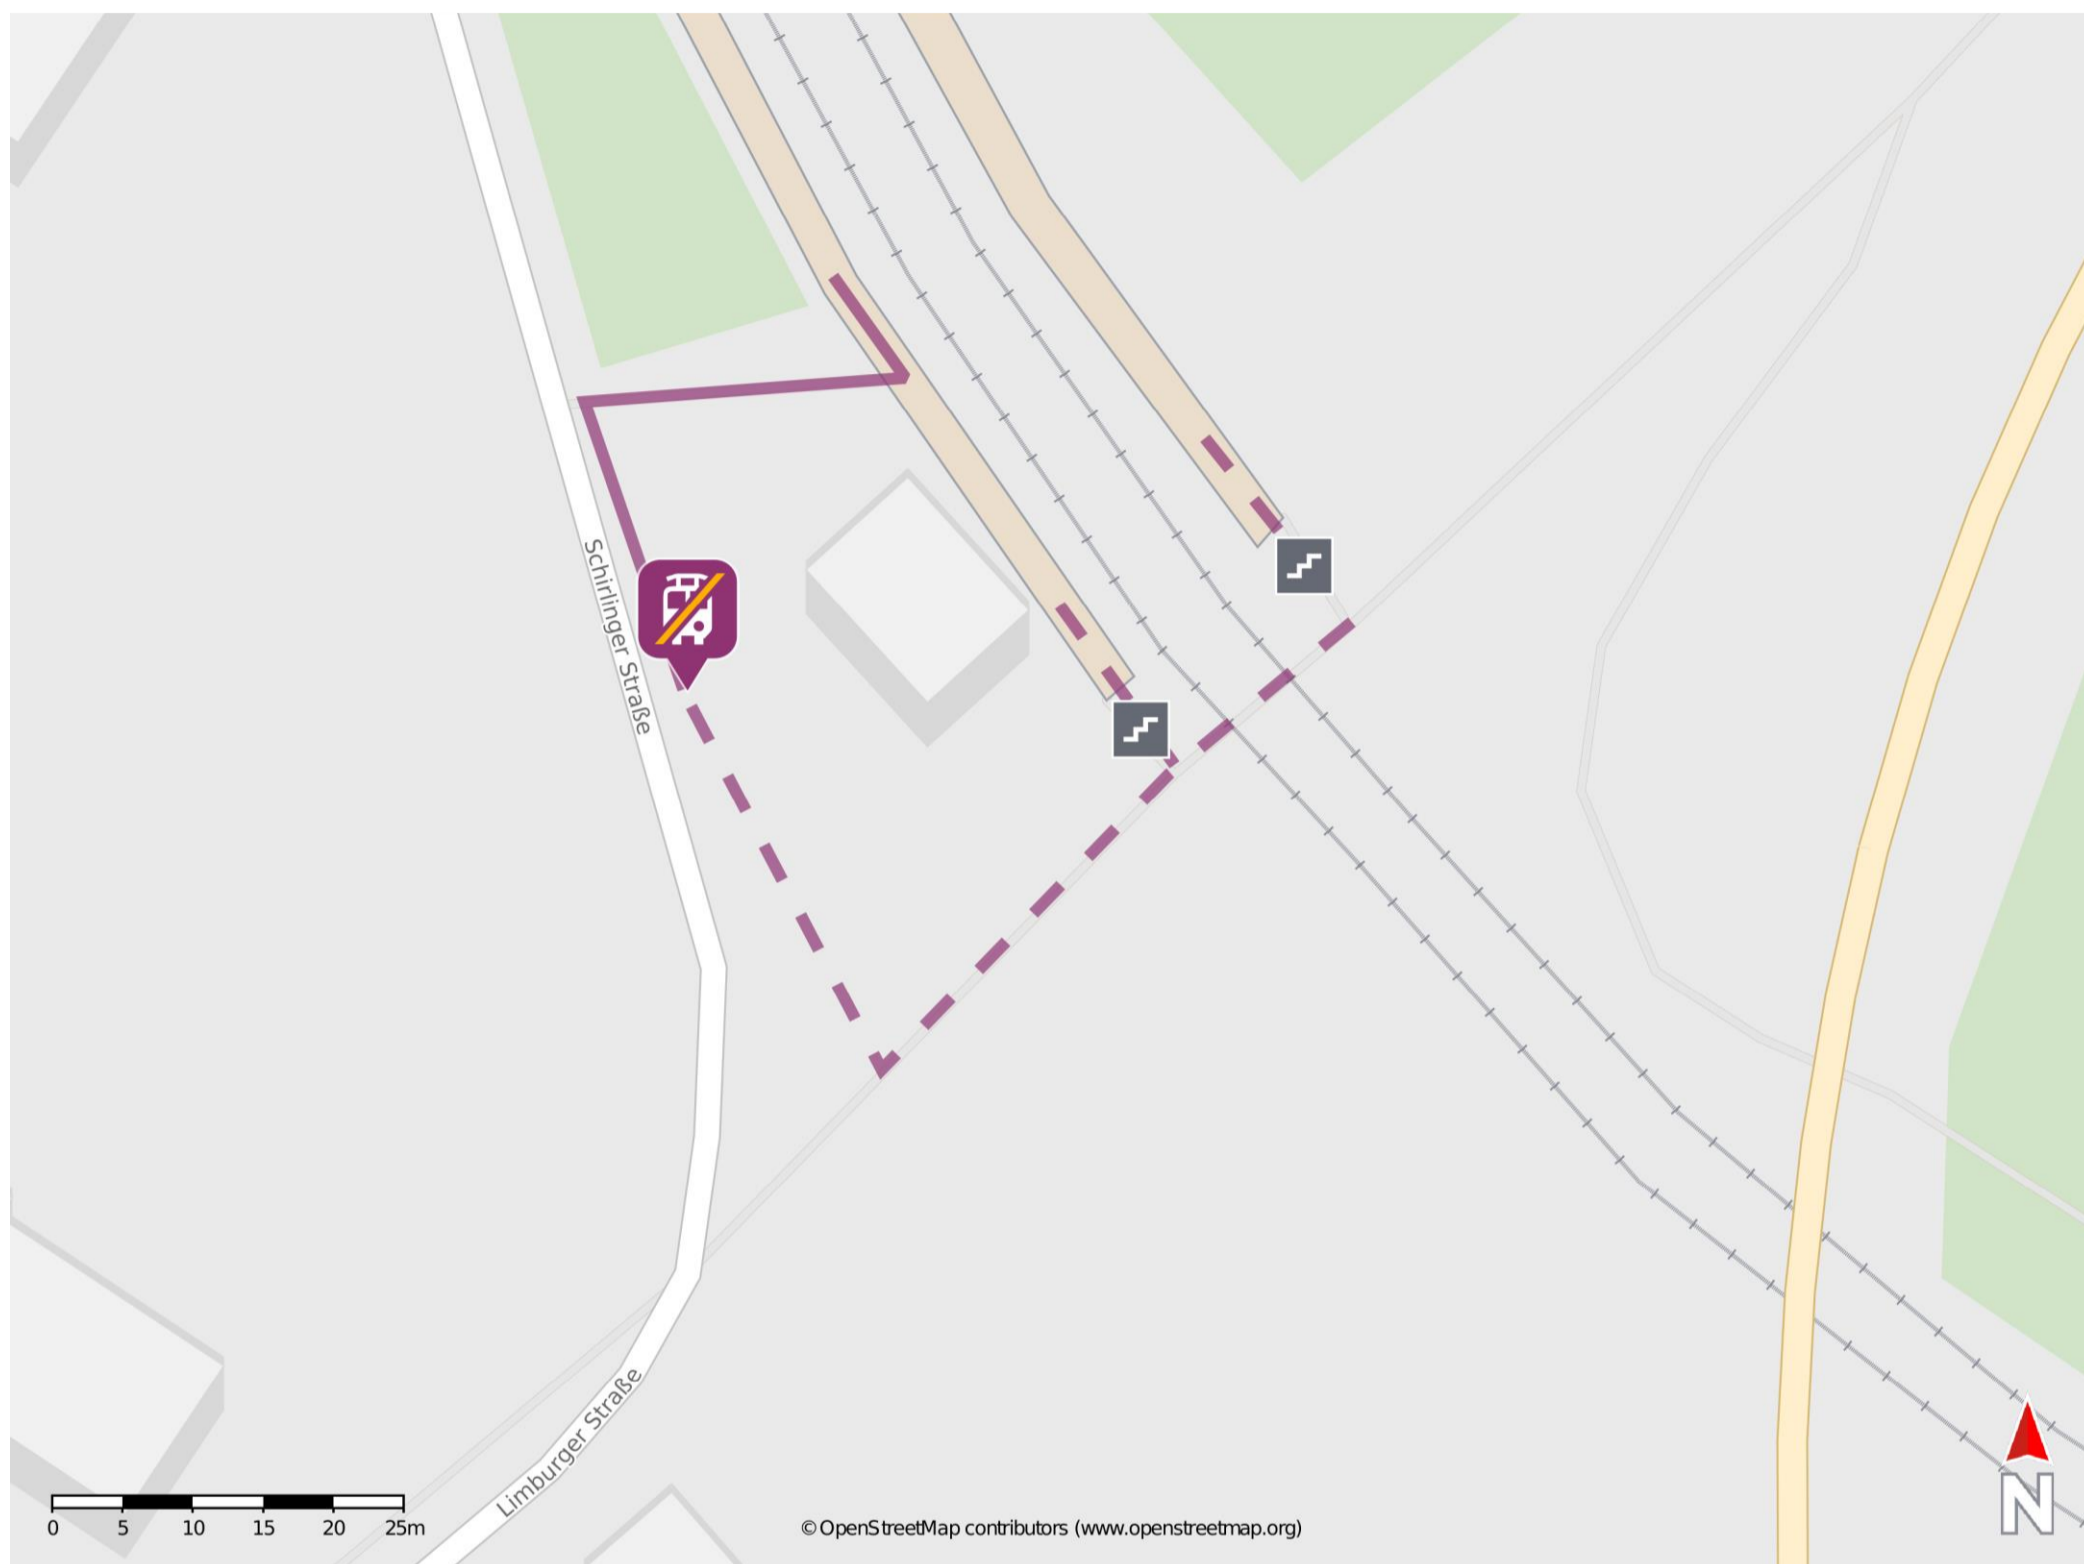 Schirlinger Straße
Limburger Straße
0 5 10 15 20 25m
© OpenStreetMap contributors (www.openstreetmap.org)
N